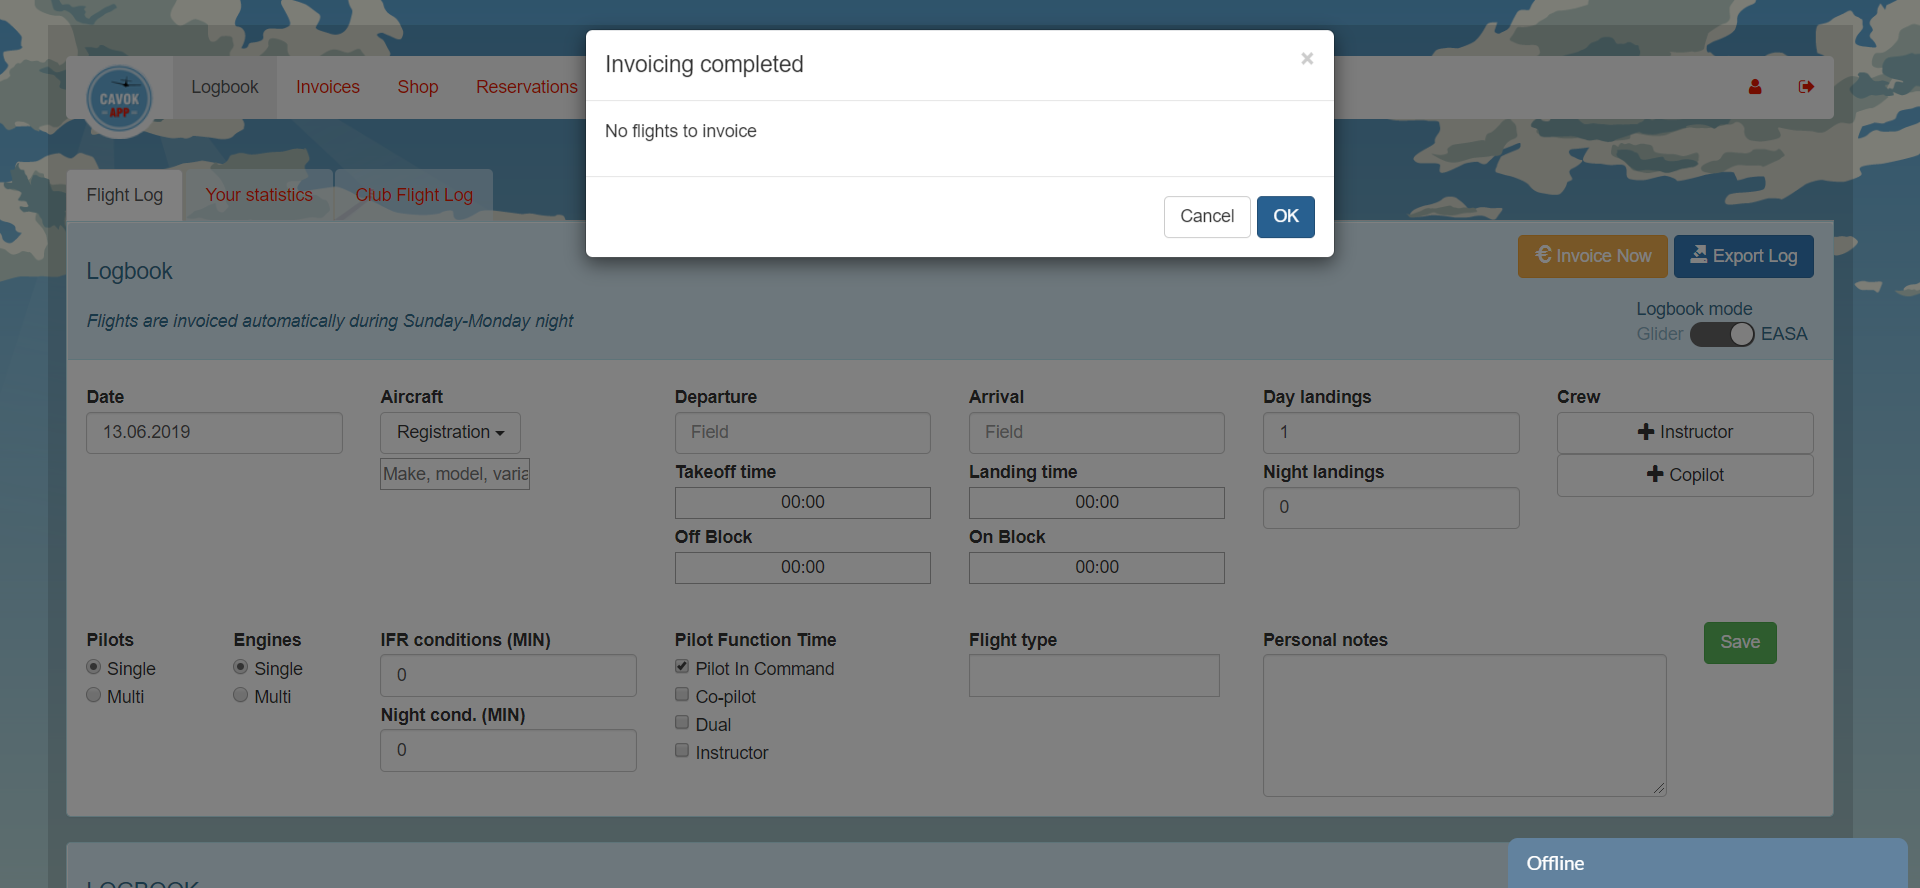 Invoicing completed
×
No flights to invoice
Cancel OK
CAVOK
APP
Logbook Invoices Shop Reservations
Flight Log Your statistics Club Flight Log
Logbook
Flights are invoiced automatically during Sunday-Monday night
€ Invoice Now Export Log
Logbook mode
Glider EASA
Date Aircraft Departure Arrival Day landings Crew
13.06.2019 Registration Field Field 1 Instructor
Make, model, varia Takeoff time Landing time Night landings Copilot
00:00 00:00 0
Off Block On Block
00:00 00:00
Pilots Engines IFR conditions (MIN) Pilot Function Time Flight type Personal notes
Single Single 0 Pilot In Command Save
Multi Multi Co-pilot
Night cond. (MIN) Dual
0 Instructor
Offline
LOGBOOK